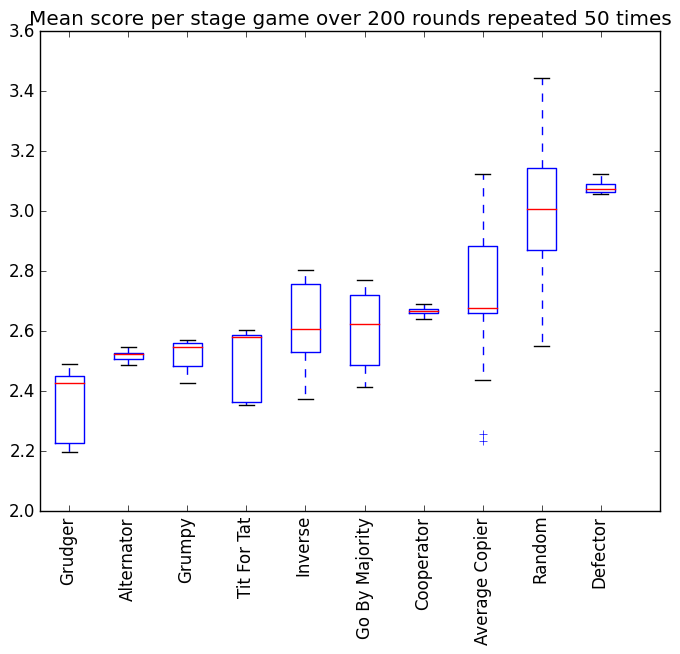 Mean score per stage game over 200 rounds repeated 50 times
3.6
3.4
3.2
3.0
2.8
2.6
2.4
2.2
2.0
Grudger
Alternator
Grumpy
Tit For Tat
Inverse
Go By Majority
Cooperator
Average Copier
Random
Defector